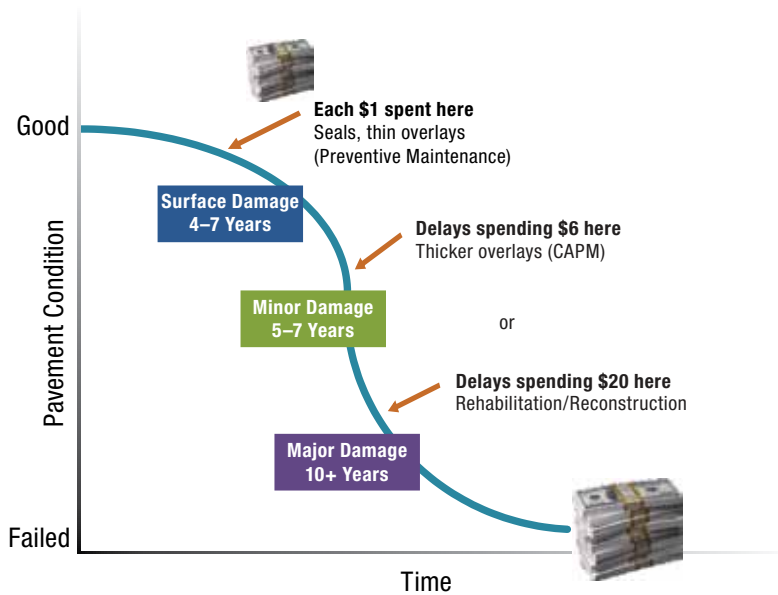 Good
Each $1 spent here
Seals, thin overlays
(Preventive Maintenance)
Surface Damage
4–7 Years
Delays spending $6 here
Thicker overlays (CAPM)
Minor Damage
5–7 Years
or
Delays spending $20 here
Rehabilitation/Reconstruction
Major Damage
10+ Years
Pavement Condition
Failed
Time